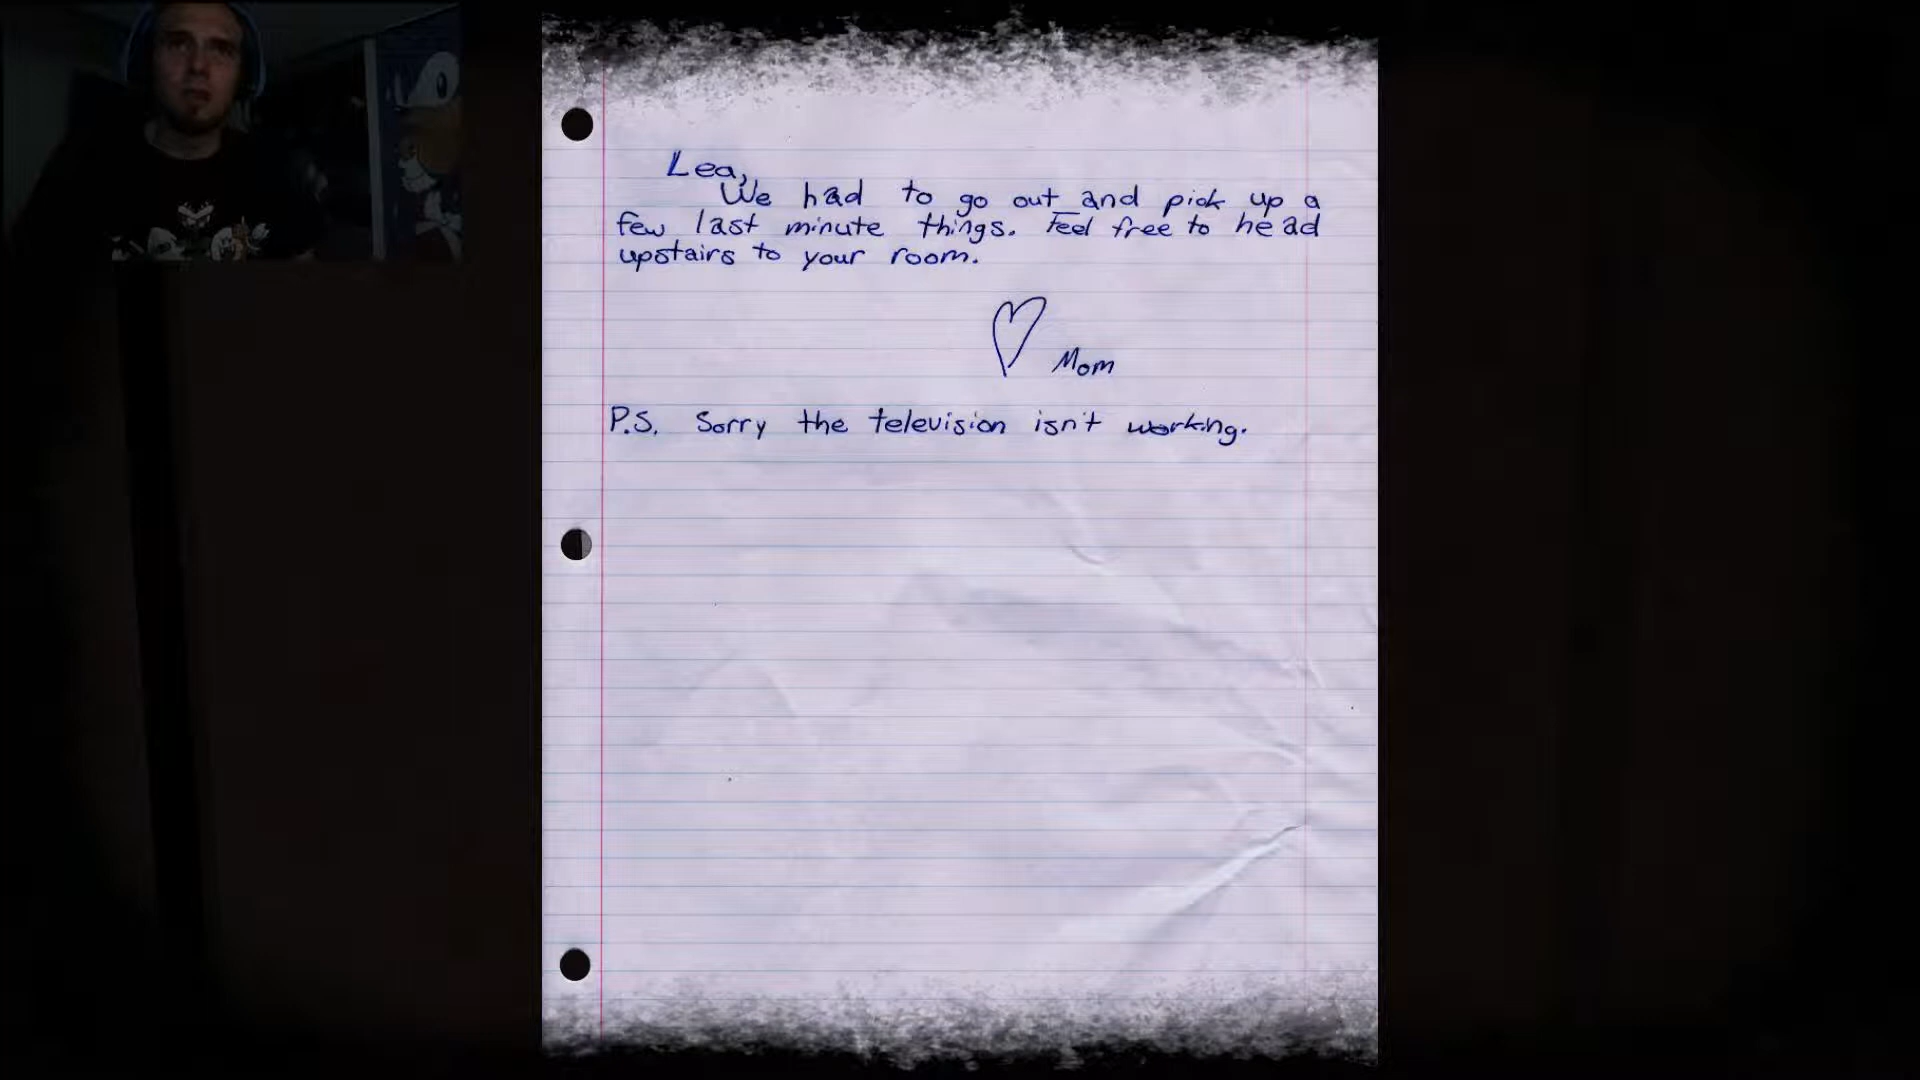 Lea,
We had to go out and pick up a
few last minute things. Feel free to head
upstairs to your room.
Mom
P.S. Sorry the television isn't working.